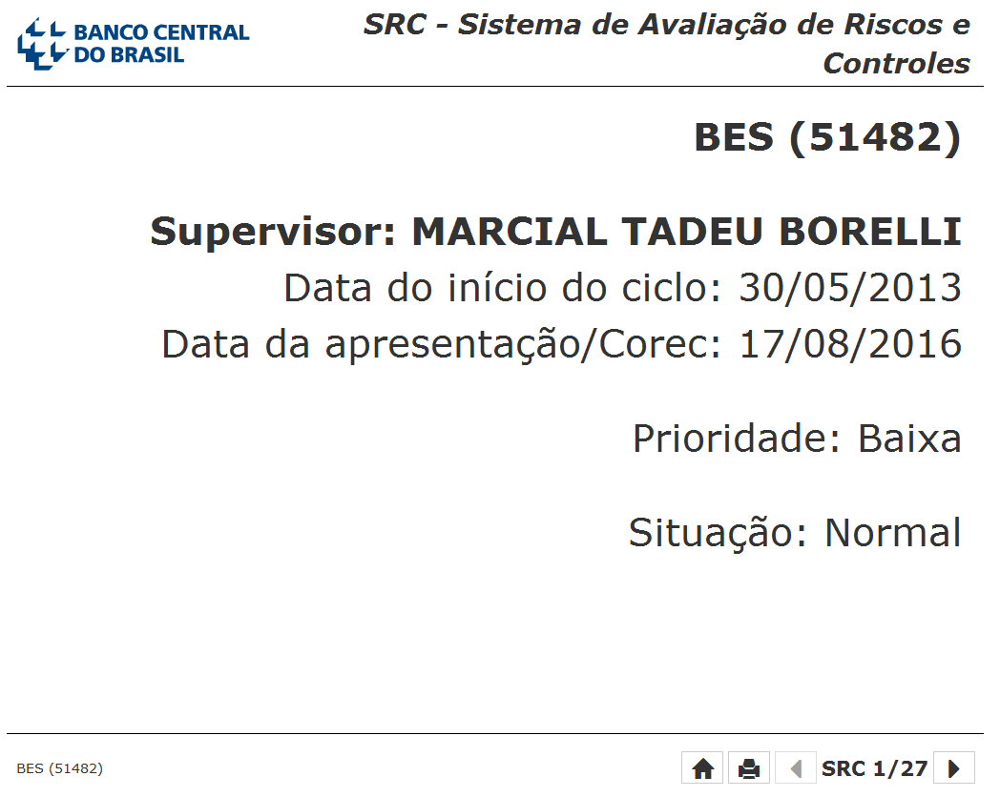 BANCO CENTRAL
DO BRASIL
SRC - Sistema de Avaliação de Riscos e
Controles
BES (51482)
Supervisor: MARCIAL TADEU BORELLI
Data do início do ciclo: 30/05/2013
Data da apresentação/Corec: 17/08/2016
Prioridade: Baixa
Situação: Normal
BES (51482)
SRC 1/27